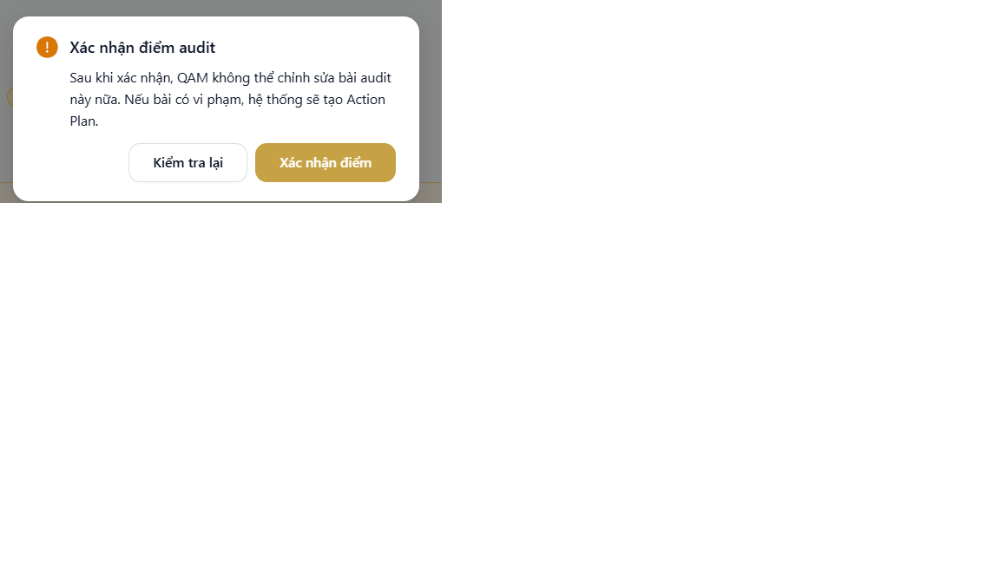 Xác nhận điểm audit
Sau khi xác nhận, QAM không thể chỉnh sửa bài audit
này nữa. Nếu bài có vi phạm, hệ thống sẽ tạo Action
Plan.
Kiểm tra lại
Xác nhận điểm